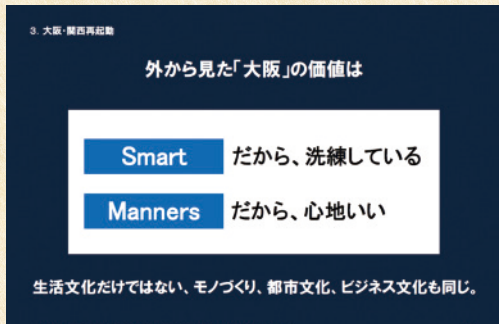 3. 大阪・関西再起動
外から見た「大阪」の価値は
Smart だから、洗練している
Manners だから、心地いい
生活文化だけではない、モノづくり、都市文化、ビジネス文化も同じ。